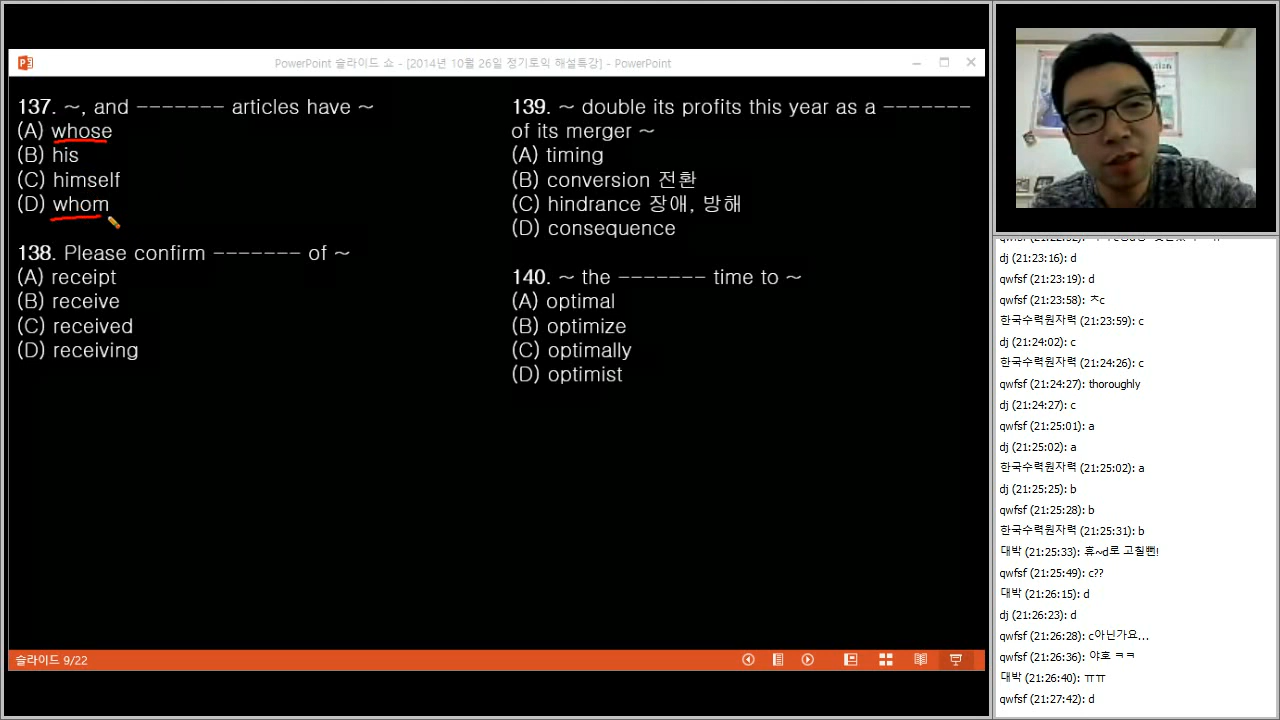 PowerPoint 슬라이드 쇼 - [2014년 10월 26일 정기토익 해설특강] - PowerPoint
137. ~, and ------- articles have ~
(A) whose
(B) his
(C) himself
(D) whom
138. Please confirm ------- of ~
(A) receipt
(B) receive
(C) received
(D) receiving
139. ~ double its profits this year as a -------
of its merger ~
(A) timing
(B) conversion 전환
(C) hindrance 장애, 방해
(D) consequence
140. ~ the ------- time to ~
(A) optimal
(B) optimize
(C) optimally
(D) optimist
슬라이드 9/22
dj (21:23:16): d
qwfsf (21:23:19): d
qwfsf (21:23:58): ㅊc
한국수력원자력 (21:23:59): c
dj (21:24:02): c
한국수력원자력 (21:24:26): c
qwfsf (21:24:27): thoroughly
dj (21:24:27): c
qwfsf (21:25:01): a
dj (21:25:02): a
한국수력원자력 (21:25:02): a
dj (21:25:25): b
qwfsf (21:25:28): b
한국수력원자력 (21:25:31): b
대박 (21:25:33): 휴~d로 고칠뻔!
qwfsf (21:25:49): c??
대박 (21:26:15): d
dj (21:26:23): d
qwfsf (21:26:28): c아닌가요...
qwfsf (21:26:36): 야호 ㅋㅋ
대박 (21:26:40): ㅠㅠ
qwfsf (21:27:42): d